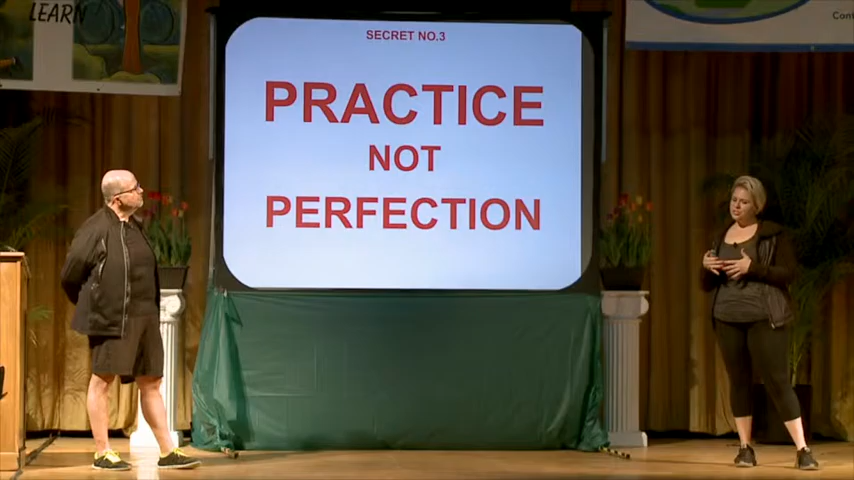 LEARN
SECRET NO.3
PRACTICE
NOT
PERFECTION